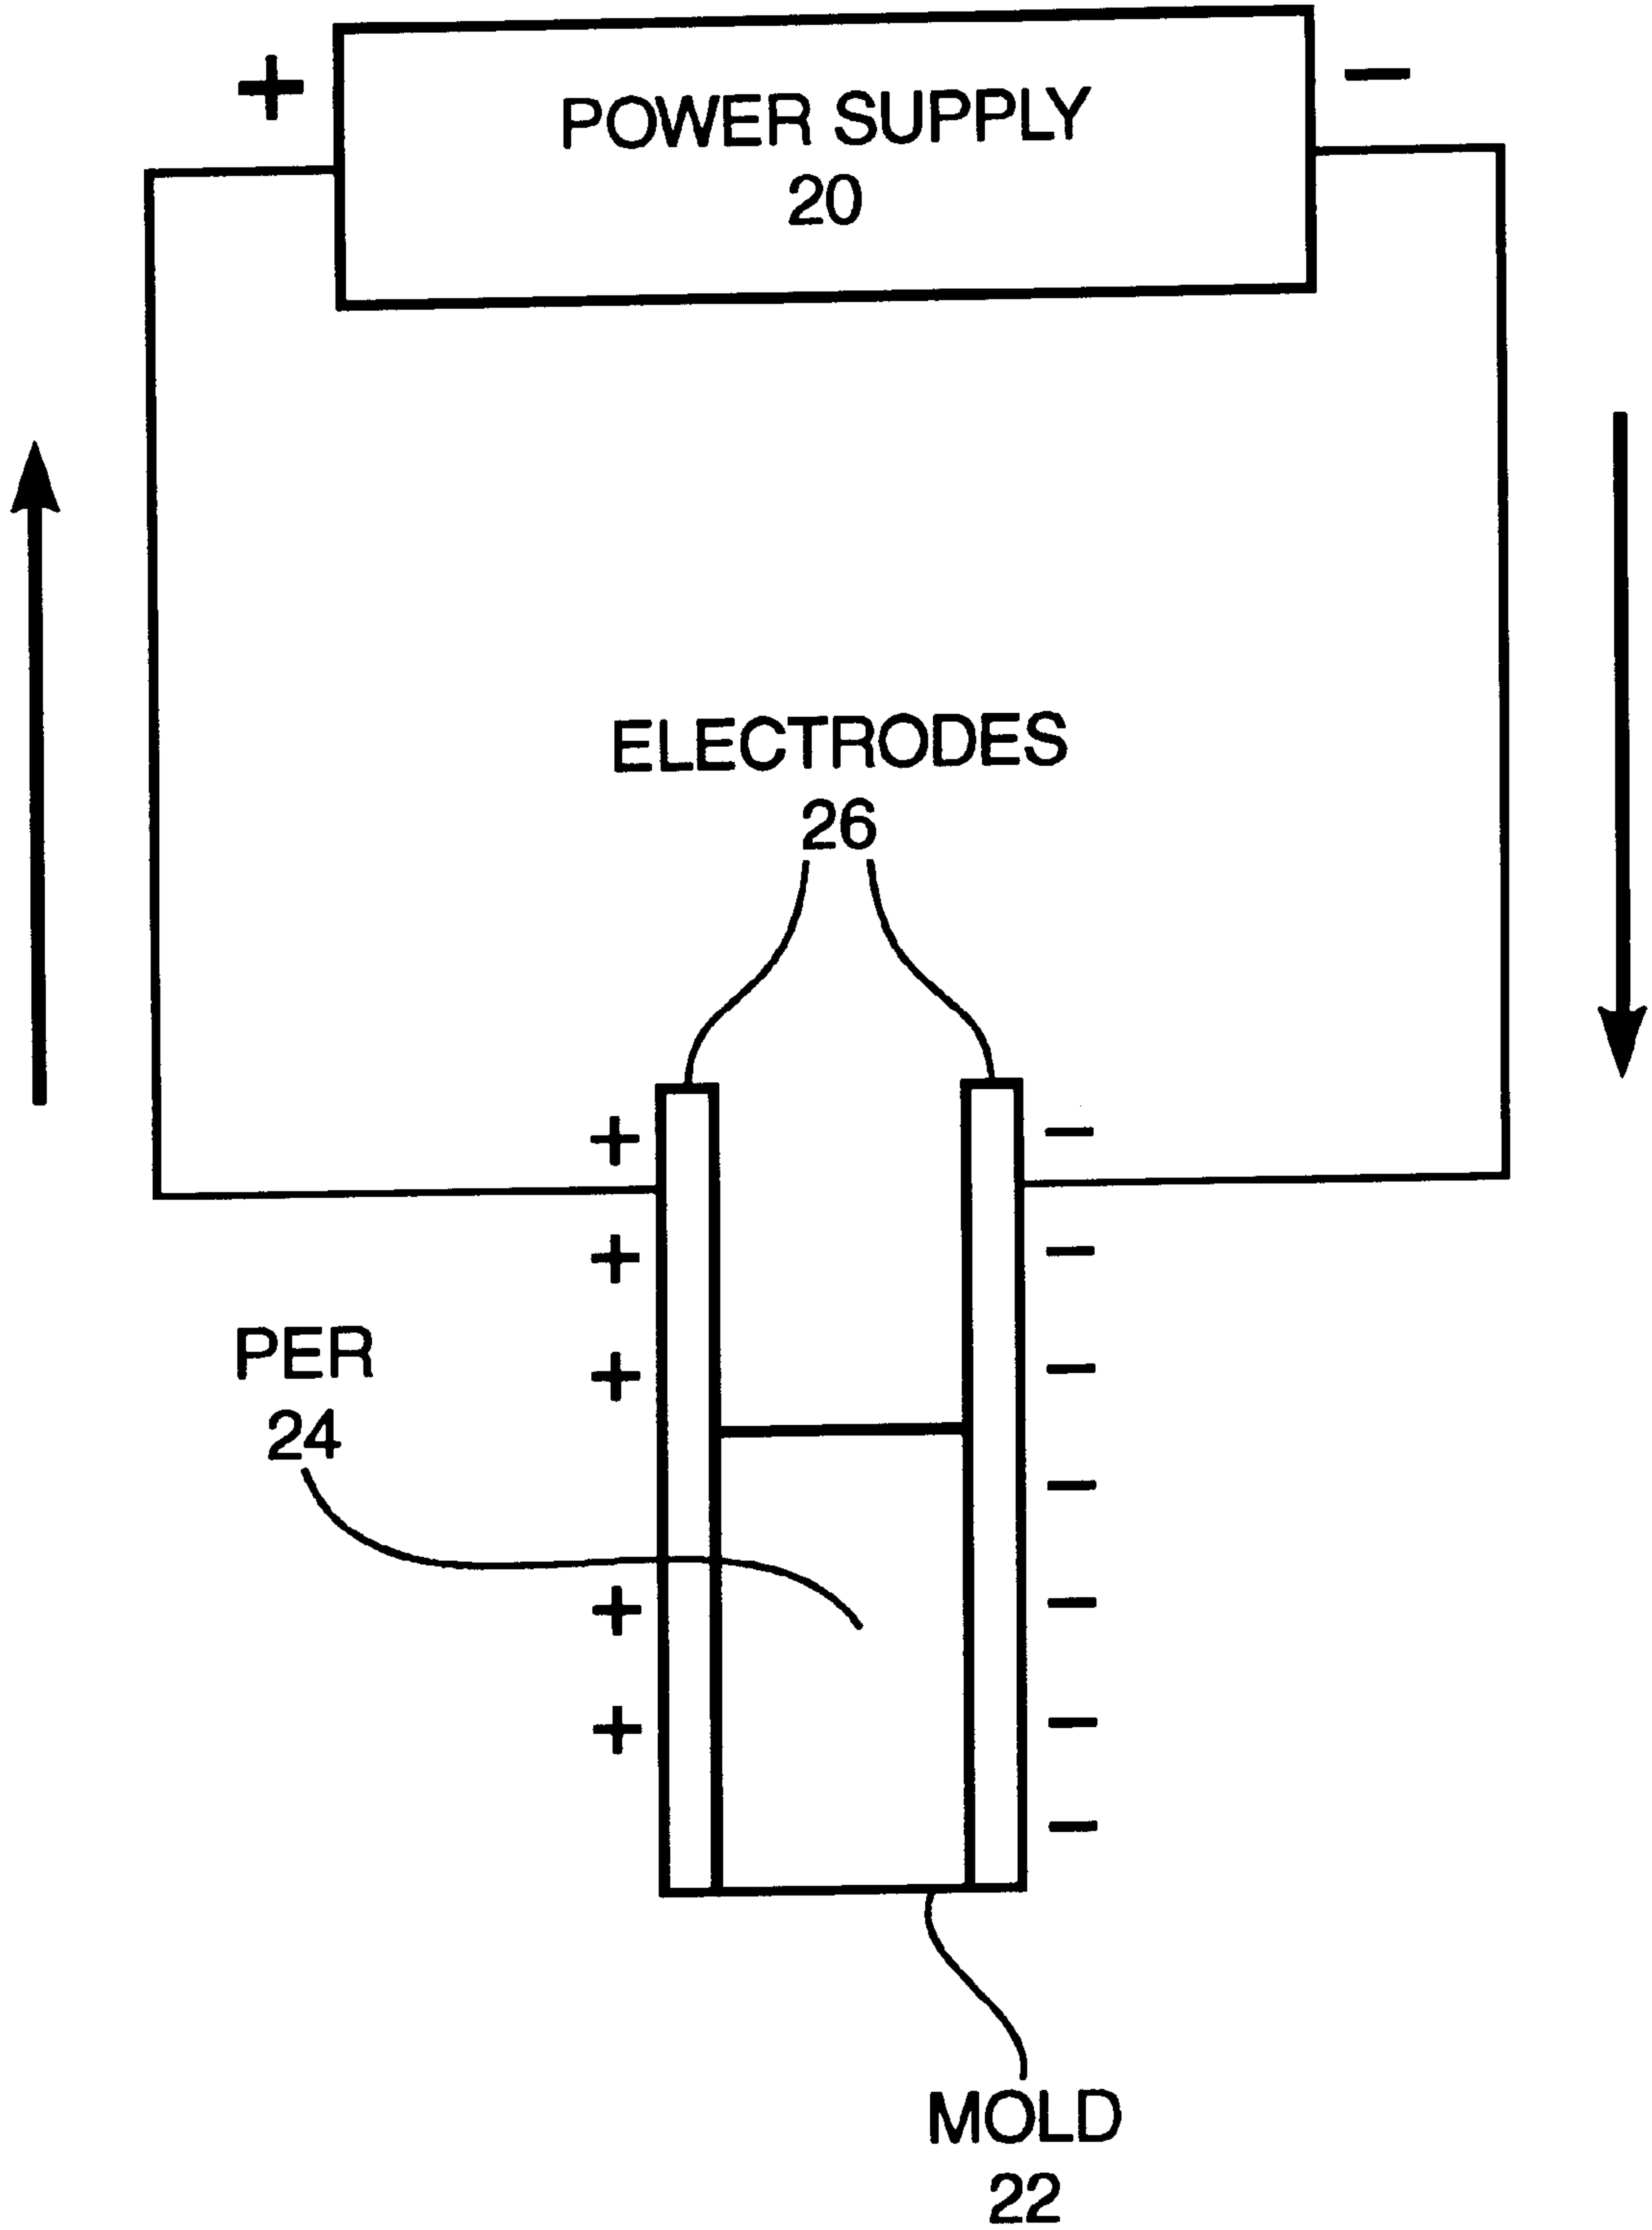 + POWER SUPPLY −
20
ELECTRODES
26
+ −
+ −
PER + −
24
−
+ −
+ −
−
MOLD
22